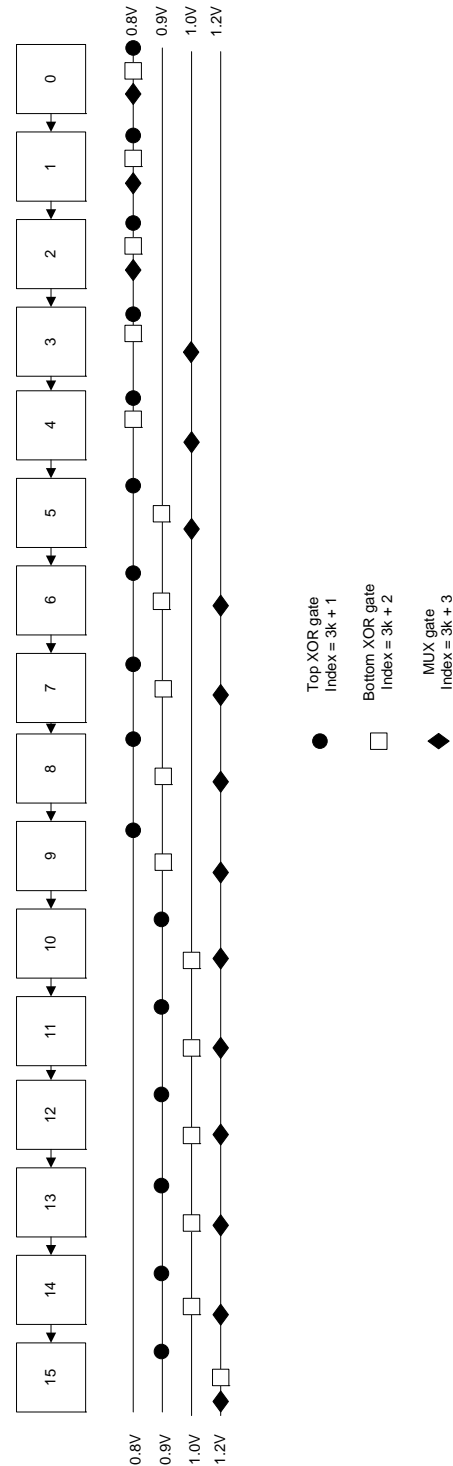 15
14
13
12
11
10
9
8
7
6
5
4
3
2
1
0
0.8V
0.8V
0.9V
0.9V
1.0V
1.0V
1.2V
1.2V
Top XOR gate
Index = 3k + 1
Bottom XOR gate
Index = 3k + 2
MUX gate
Index = 3k + 3